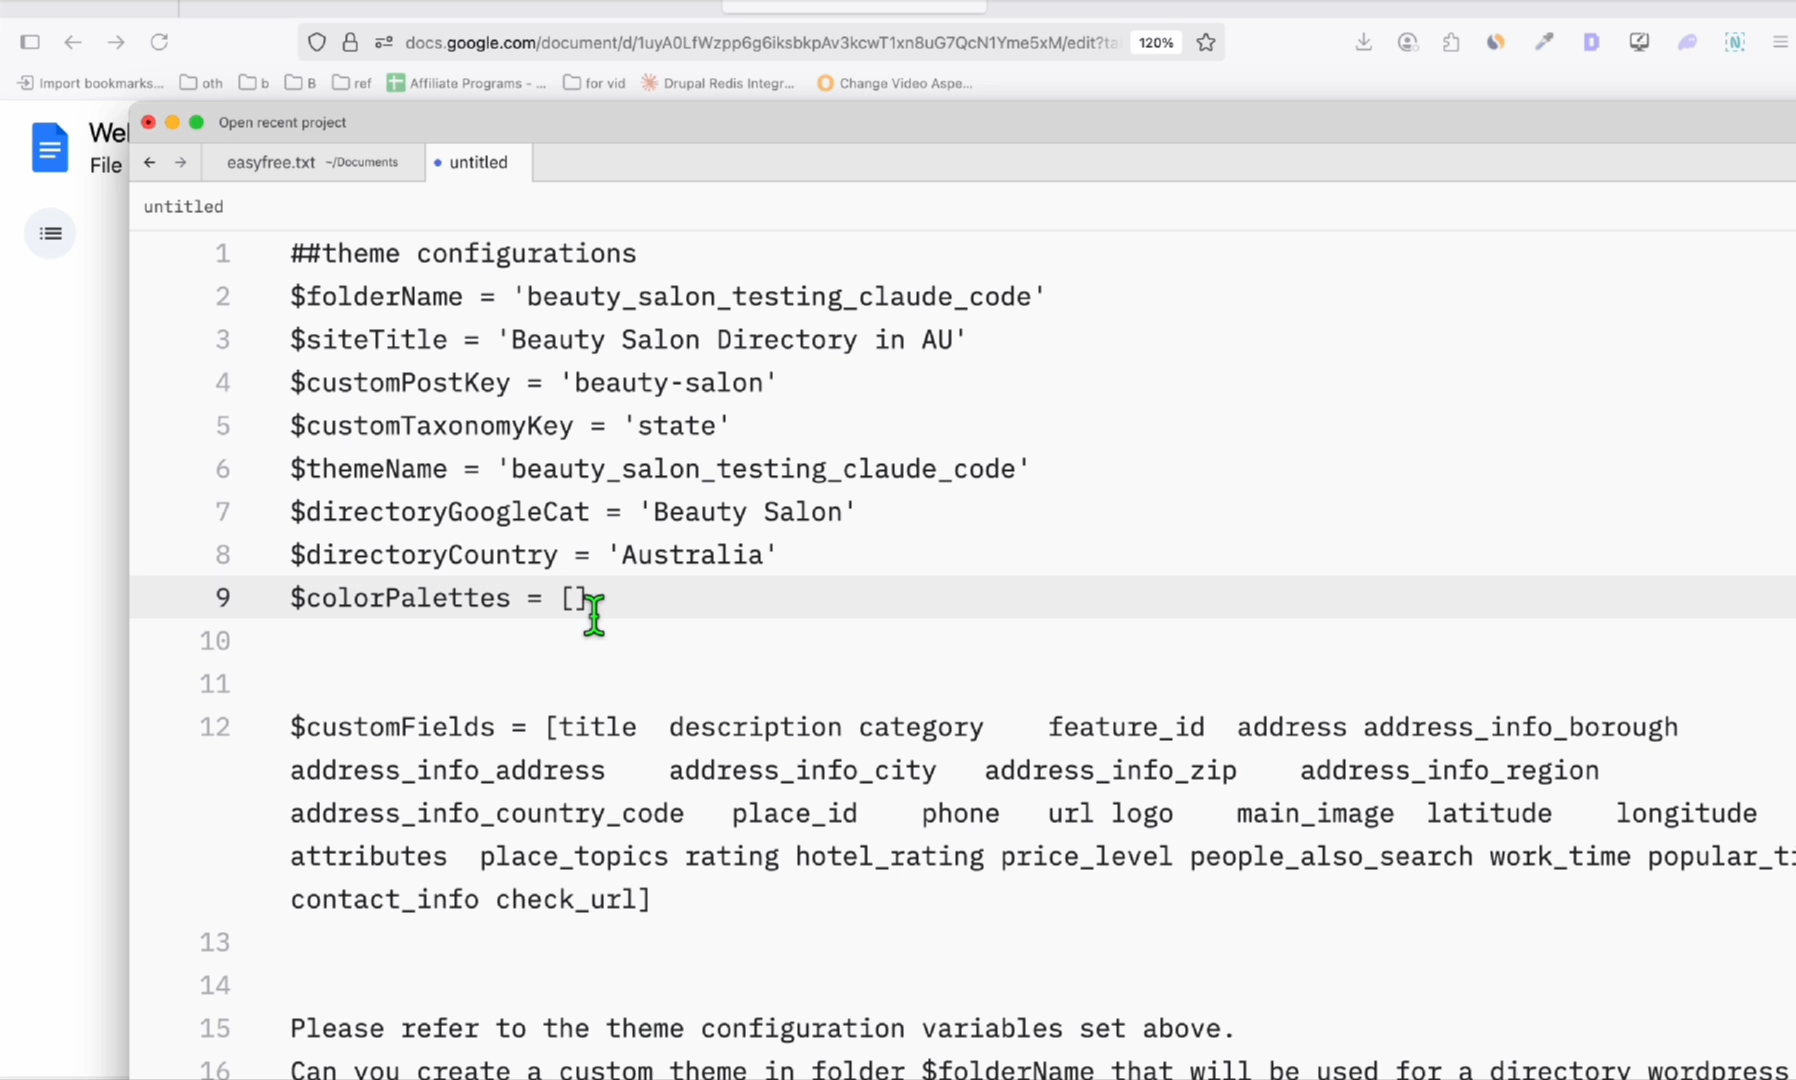 docs.google.com/document/d/1uyA0LfWzpp6g6iksbkpAv3kcwT1xn8uG7QcN1Yme5xM/edit?ta
120%
Import bookmarks...
oth
b
B
ref
Affiliate Programs - ...
for vid
Drupal Redis Integr...
Change Video Aspe...
Wel
File
Open recent project
easyfree.txt ~/Documents
untitled
untitled
1 ##theme configurations
2 $folderName = 'beauty_salon_testing_claude_code'
3 $siteTitle = 'Beauty Salon Directory in AU'
4 $customPostKey = 'beauty-salon'
5 $customTaxonomyKey = 'state'
6 $themeName = 'beauty_salon_testing_claude_code'
7 $directoryGoogleCat = 'Beauty Salon'
8 $directoryCountry = 'Australia'
9 $colorPalettes = []
10
11
12 $customFields = [title description category feature_id address address_info_borough
address_info_address address_info_city address_info_zip address_info_region
address_info_country_code place_id phone url logo main_image latitude longitude
attributes place_topics rating hotel_rating price_level people_also_search work_time popular_ti
contact_info check_url]
13
14
15 Please refer to the theme configuration variables set above.
16 Can you create a custom theme in folder $folderName that will be used for a directory wordpress